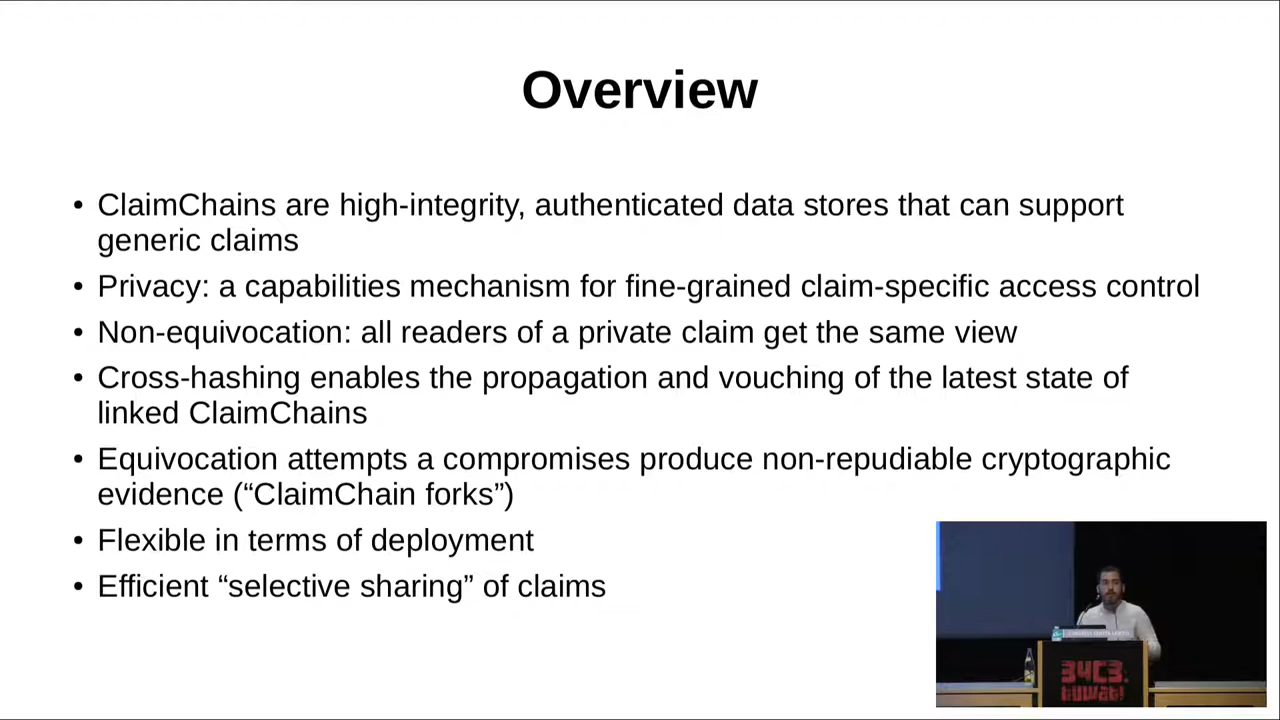 Overview
• ClaimChains are high-integrity, authenticated data stores that can support
generic claims
• Privacy: a capabilities mechanism for fine-grained claim-specific access control
• Non-equivocation: all readers of a private claim get the same view
• Cross-hashing enables the propagation and vouching of the latest state of
linked ClaimChains
• Equivocation attempts a compromises produce non-repudiable cryptographic
evidence (“ClaimChain forks”)
• Flexible in terms of deployment
• Efficient “selective sharing” of claims
34C3.
tuwat!